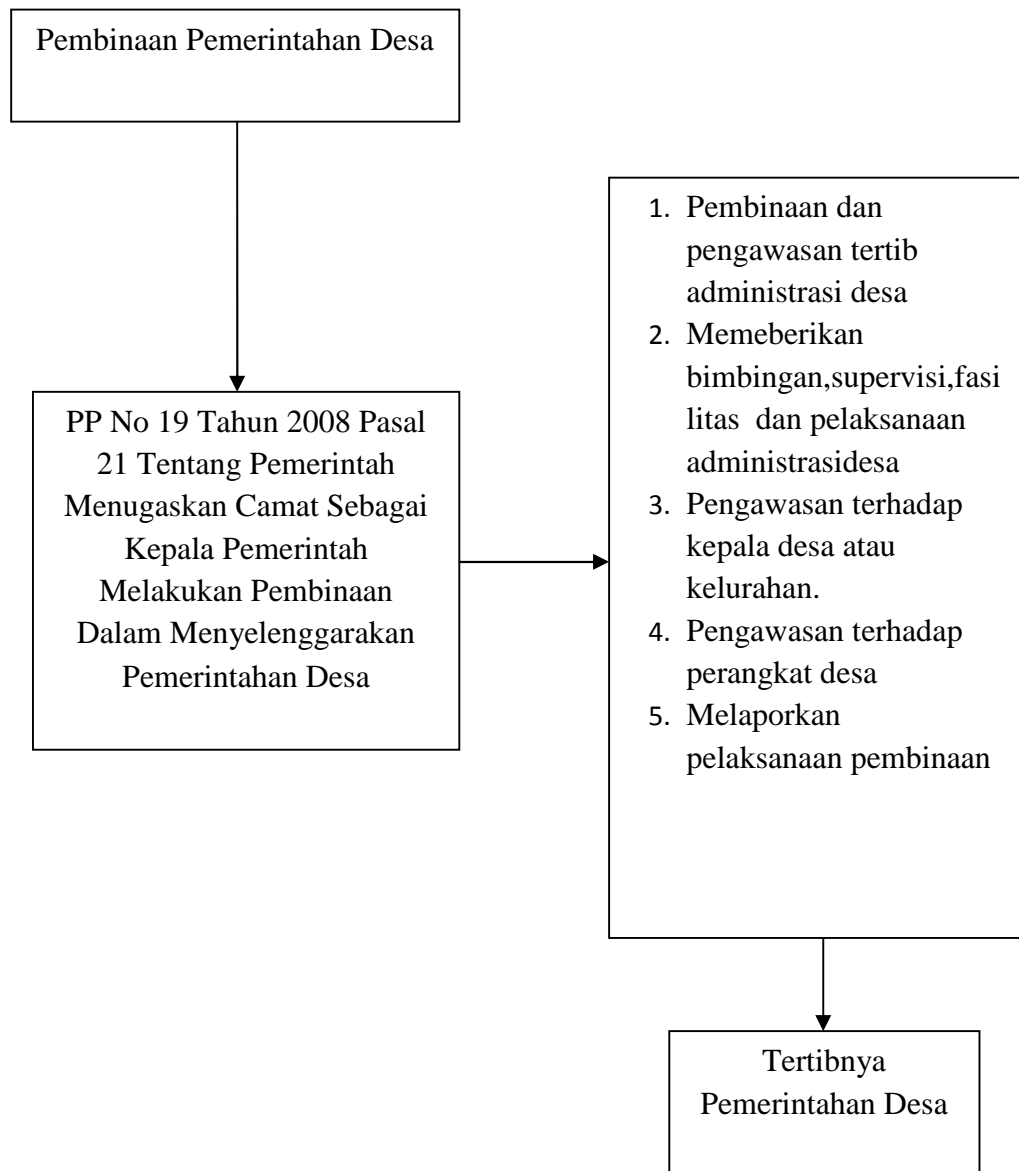 Pembinaan Pemerintahan Desa
PP No 19 Tahun 2008 Pasal
21 Tentang Pemerintah
Menugaskan Camat Sebagai
Kepala Pemerintah
Melakukan Pembinaan
Dalam Menyelenggarakan
Pemerintahan Desa
1. Pembinaan dan
pengawasan tertib
administrasi desa
2. Memeberikan
bimbingan,supervisi,fasi
litas dan pelaksanaan
administrasidesa
3. Pengawasan terhadap
kepala desa atau
kelurahan.
4. Pengawasan terhadap
perangkat desa
5. Melaporkan
pelaksanaan pembinaan
Tertibnya
Pemerintahan Desa